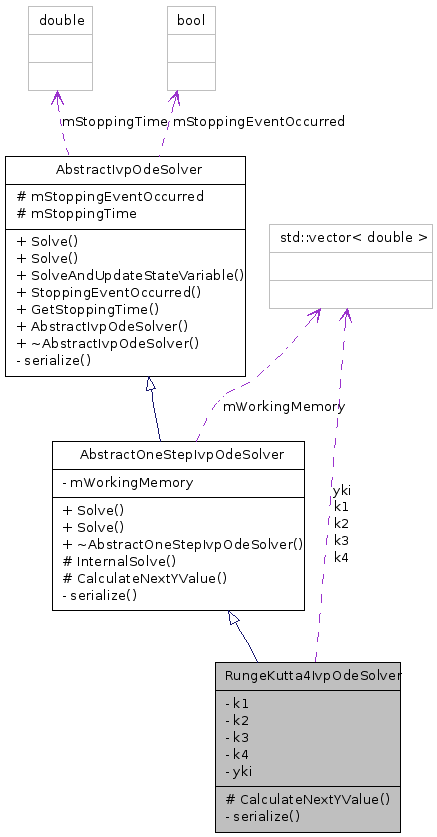 double
bool
mStoppingTime
mStoppingEventOccurred
AbstractIvpOdeSolver
# mStoppingEventOccurred
# mStoppingTime
+ Solve()
+ Solve()
+ SolveAndUpdateStateVariable()
+ StoppingEventOccurred()
+ GetStoppingTime()
+ AbstractIvpOdeSolver()
+ ~AbstractIvpOdeSolver()
- serialize()
std::vector< double >
mWorkingMemory
AbstractOneStepIvpOdeSolver
- mWorkingMemory
+ Solve()
+ Solve()
+ ~AbstractOneStepIvpOdeSolver()
# InternalSolve()
# CalculateNextYValue()
- serialize()
yki
k1
k2
k3
k4
RungeKutta4IvpOdeSolver
- k1
- k2
- k3
- k4
- yki
# CalculateNextYValue()
- serialize()